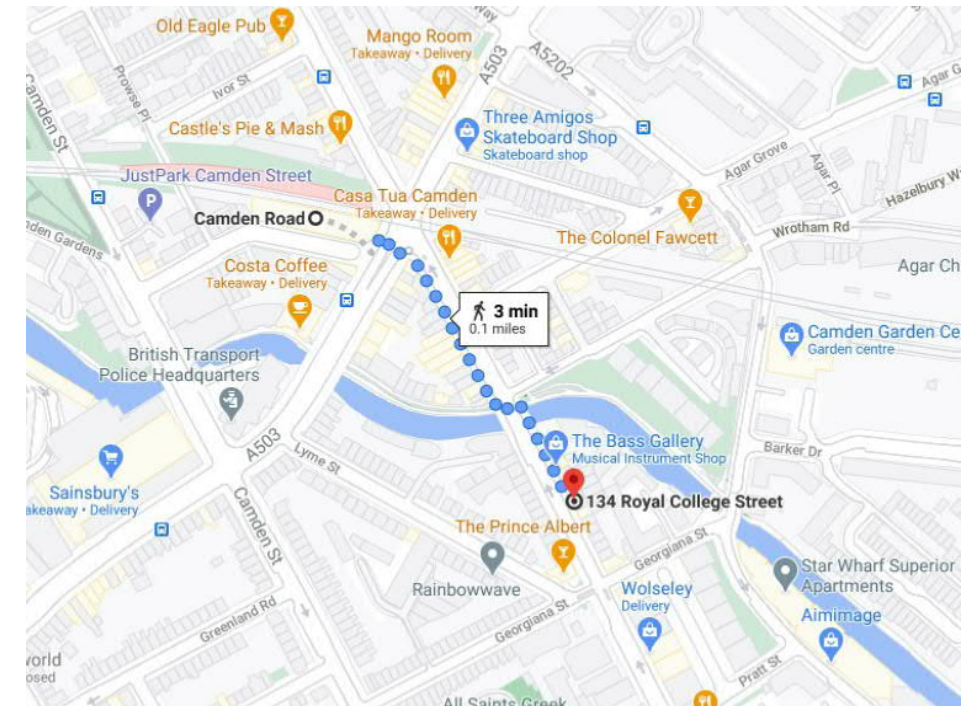 Old Eagle Pub
Mango Room
Takeaway • Delivery
Way
A503
A5202
Agar G
Ivor St
Prowse Pl
Camden St
Castle's Pie & Mash
Three Amigos
Skateboard Shop
Skateboard shop
Agar Grove
Agar Pl
Hazelbury Wa
JustPark Camden Street
P
Casa Tua Camden
Takeaway • Delivery
Camden Road
The Colonel Fawcett
Wrotham Rd
den Gardens
Costa Coffee
Takeaway • Delivery
Agar Ch
3 min
0.1 miles
Camden Garden Ce
Garden centre
British Transport
Police Headquarters
A503
Lyme St
The Bass Gallery
Musical Instrument Shop
Barker Dr
Sainsbury's
akeaway • Delivery
134 Royal College Street
Camden St
The Prince Albert
Georgiana St
Rainbowwave
Wolseley
Delivery
Star Wharf Superior
Apartments
Greenland Rd
Georgiana St
Aimimage
world
osed
Pratt St
All Saints Greek